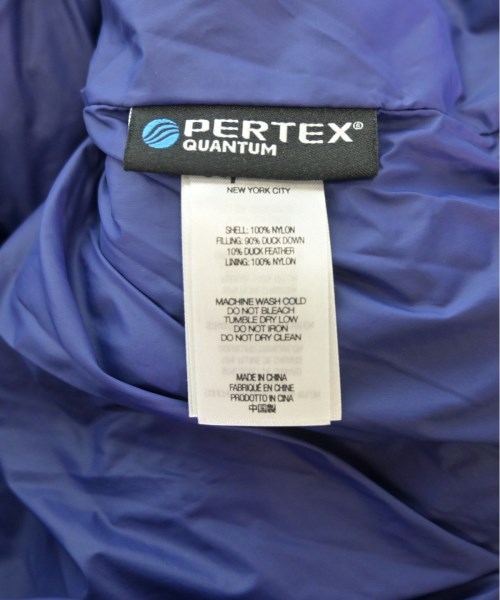 PERTEX®
QUANTUM
NEW YORK CITY
SHELL: 100% NYLON
FILLING: 90% DUCK DOWN
10% DUCK FEATHER
LINING: 100% NYLON
MACHINE WASH COLD
DO NOT BLEACH
TUMBLE DRY LOW
DO NOT IRON
DO NOT DRY CLEAN
MADE IN CHINA
FABRIQUÉ EN CHINE
PRODOTTO IN CINA
中国製